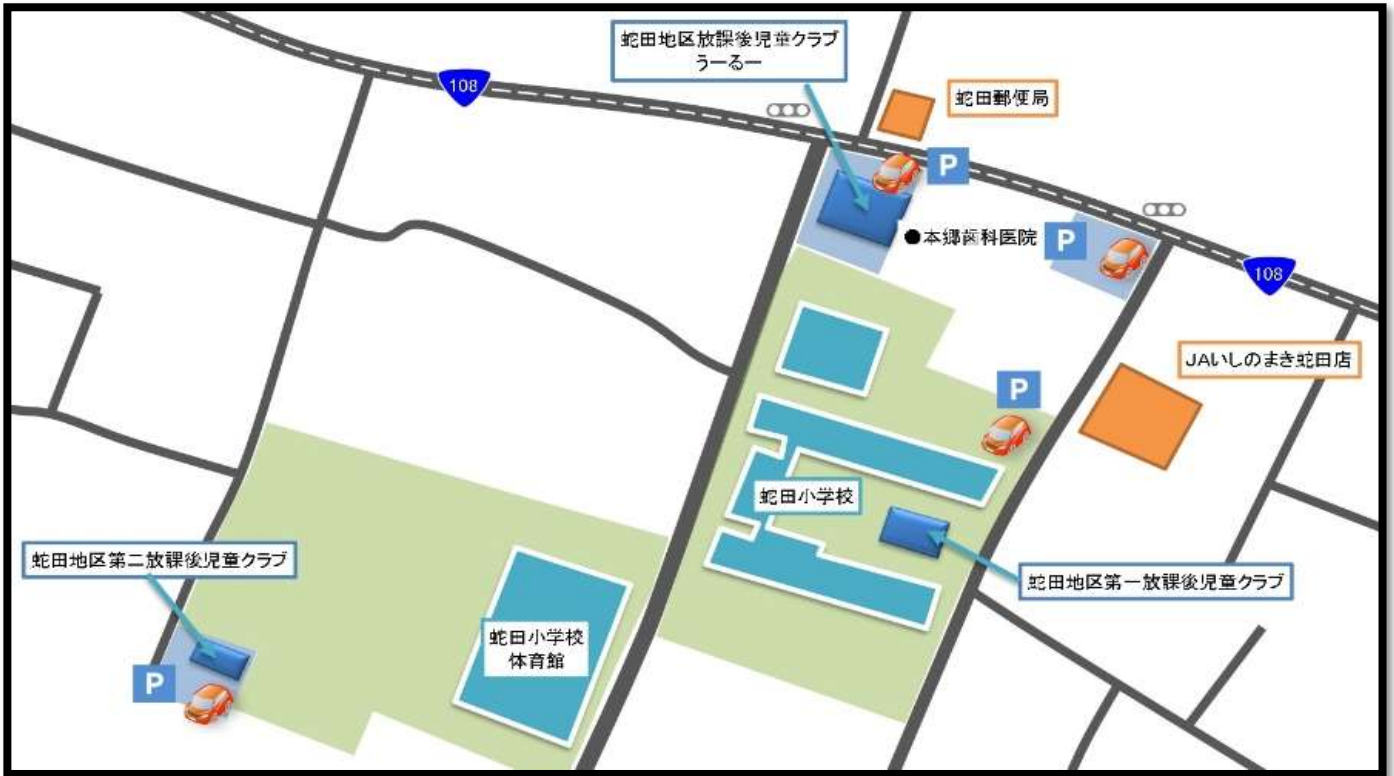 蛇田地区放課後児童クラブ
うーるー
108
蛇田郵便局
P
●本郷歯科医院
P
108
JAいしのまき蛇田店
P
蛇田小学校
蛇田地区第二放課後児童クラブ
蛇田地区第一放課後児童クラブ
蛇田小学校
体育館
P